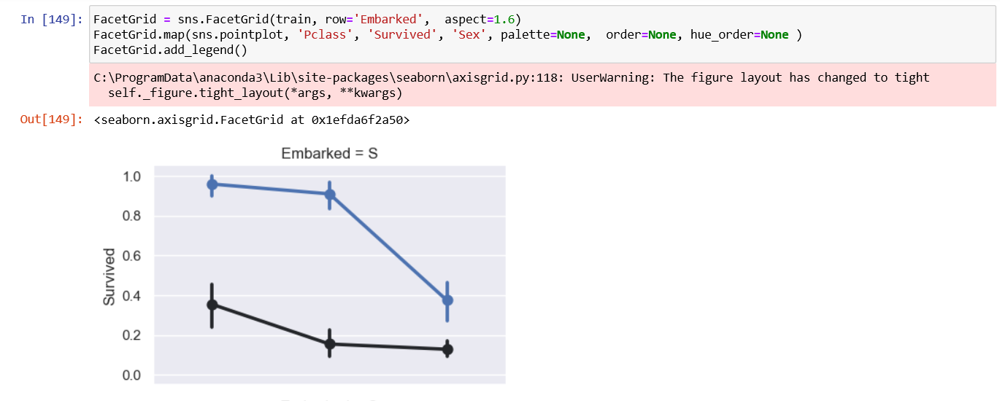 In [149]: FacetGrid = sns.FacetGrid(train, row='Embarked',  aspect=1.6)
FacetGrid.map(sns.pointplot, 'Pclass', 'Survived', 'Sex', palette=None,  order=None, hue_order=None )
FacetGrid.add_legend()
C:\ProgramData\anaconda3\Lib\site-packages\seaborn\axisgrid.py:118: UserWarning: The figure layout has changed to tight
  self._figure.tight_layout(*args, **kwargs)
Out[149]: <seaborn.axisgrid.FacetGrid at 0x1efda6f2a50>
Embarked = S
1.0
0.8
0.6
Survived
0.4
0.2
0.0